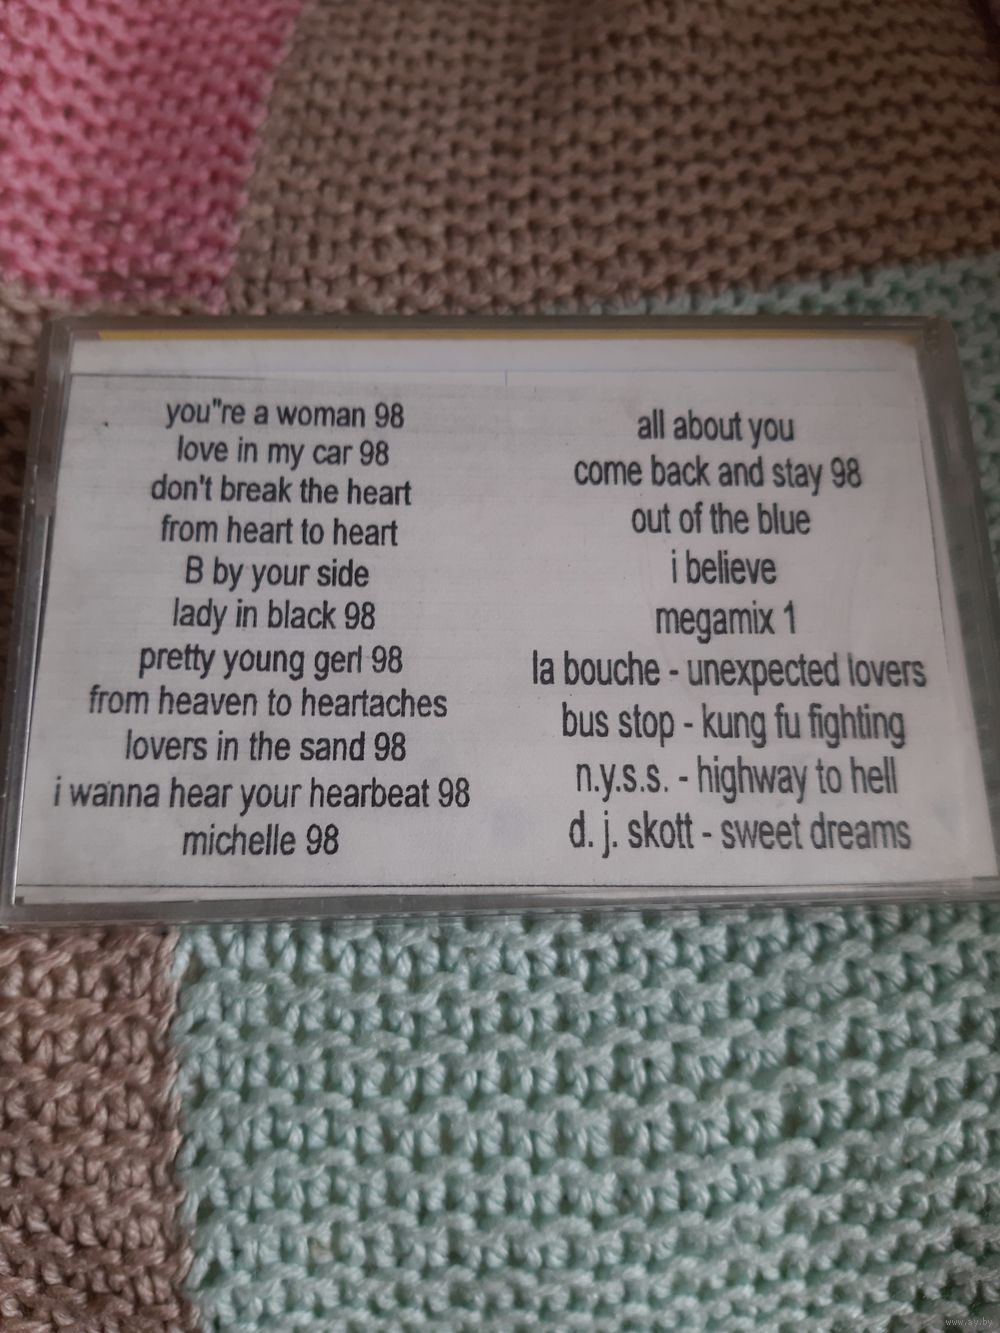 you"re a woman 98
love in my car 98
don't break the heart
from heart to heart
B by your side
lady in black 98
pretty young gerl 98
from heaven to heartaches
lovers in the sand 98
i wanna hear your hearbeat 98
michelle 98
all about you
come back and stay 98
out of the blue
i believe
megamix 1
la bouche - unexpected lovers
bus stop - kung fu fighting
n.y.s.s. - highway to hell
d. j. skott - sweet dreams
www.ay.by